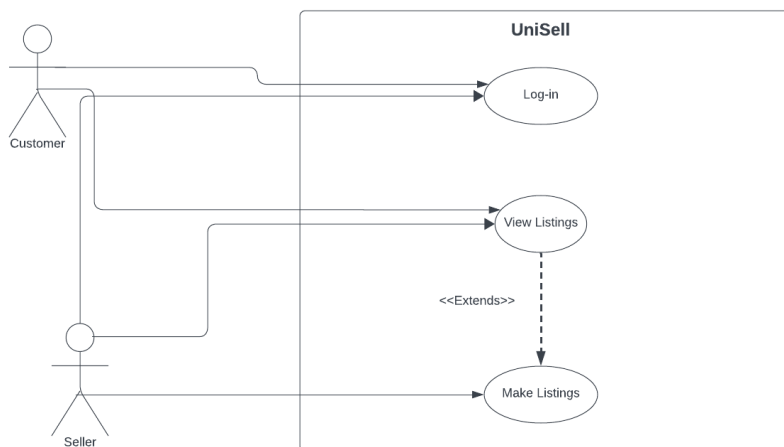 UniSell
Log-in
Customer
View Listings
<<Extends>>
Make Listings
Seller